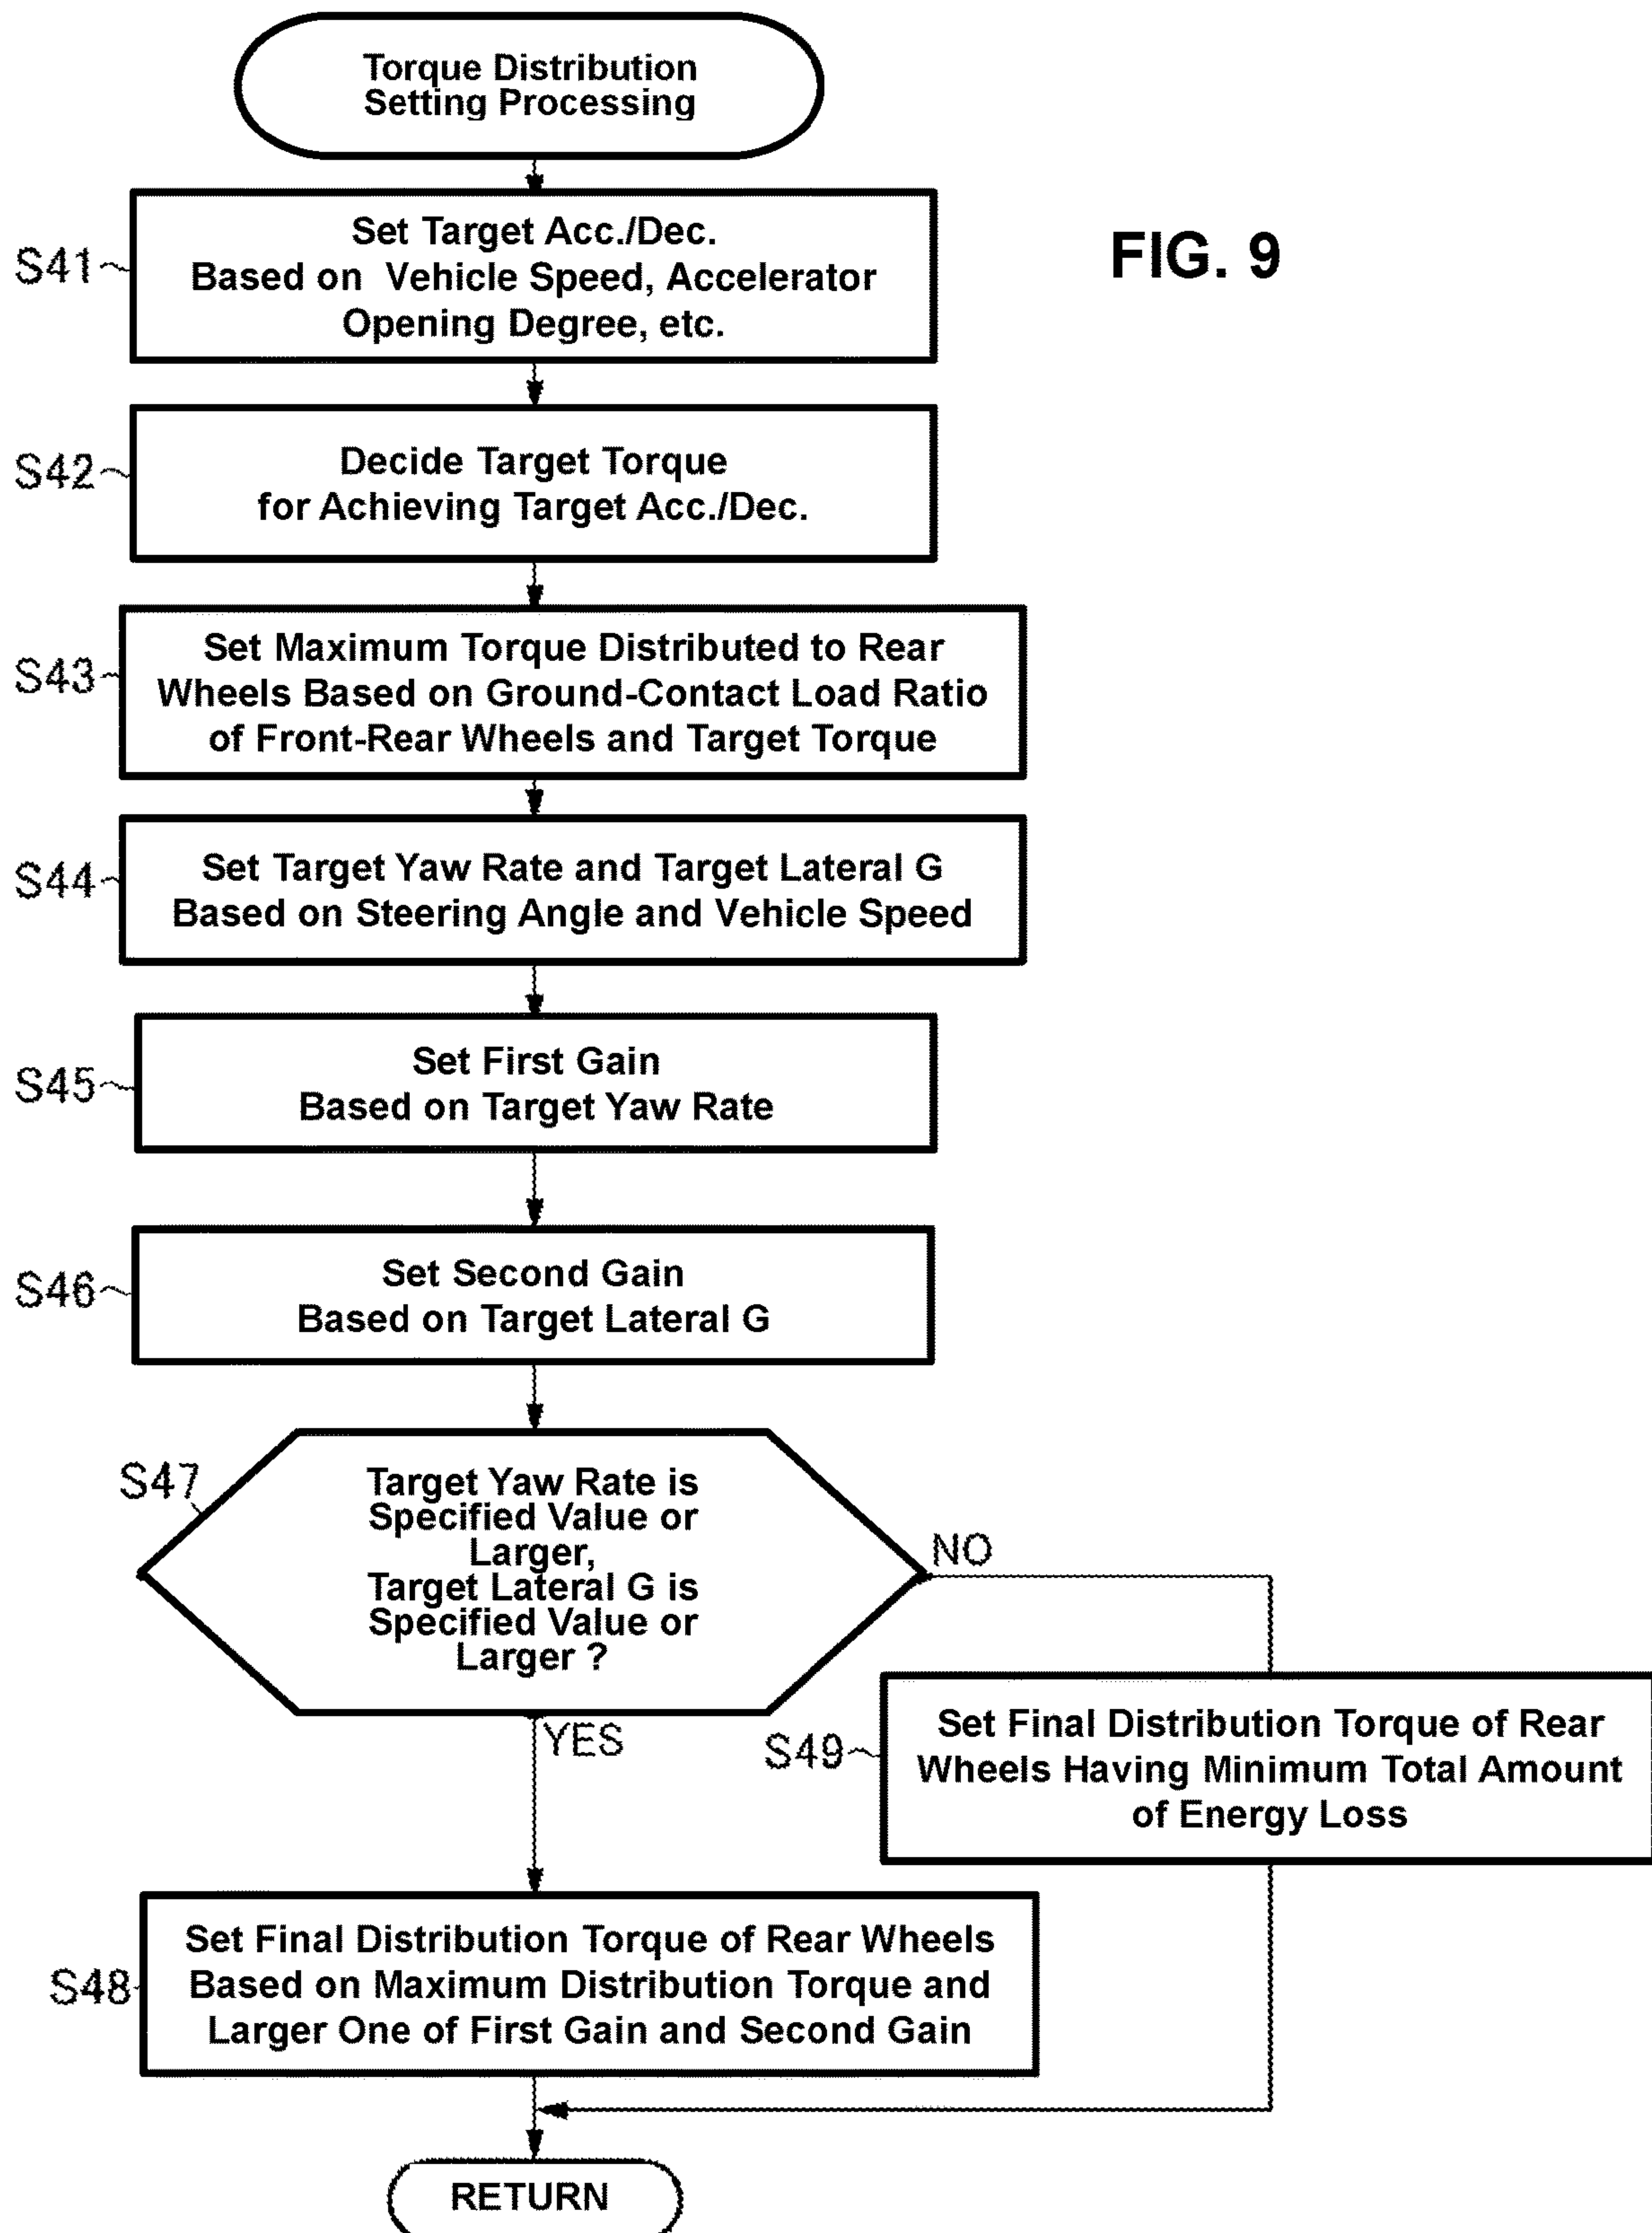 Torque Distribution
Setting Processing
FIG. 9
S41
Set Target Acc./Dec.
Based on Vehicle Speed, Accelerator
Opening Degree, etc.
S42
Decide Target Torque
for Achieving Target Acc./Dec.
S43
Set Maximum Torque Distributed to Rear
Wheels Based on Ground-Contact Load Ratio
of Front-Rear Wheels and Target Torque
S44
Set Target Yaw Rate and Target Lateral G
Based on Steering Angle and Vehicle Speed
S45
Set First Gain
Based on Target Yaw Rate
S46
Set Second Gain
Based on Target Lateral G
S47
Target Yaw Rate is
Specified Value or
Larger,
Target Lateral G is
Specified Value or
Larger ?
NO
YES
S49
Set Final Distribution Torque of Rear
Wheels Having Minimum Total Amount
of Energy Loss
S48
Set Final Distribution Torque of Rear Wheels
Based on Maximum Distribution Torque and
Larger One of First Gain and Second Gain
RETURN